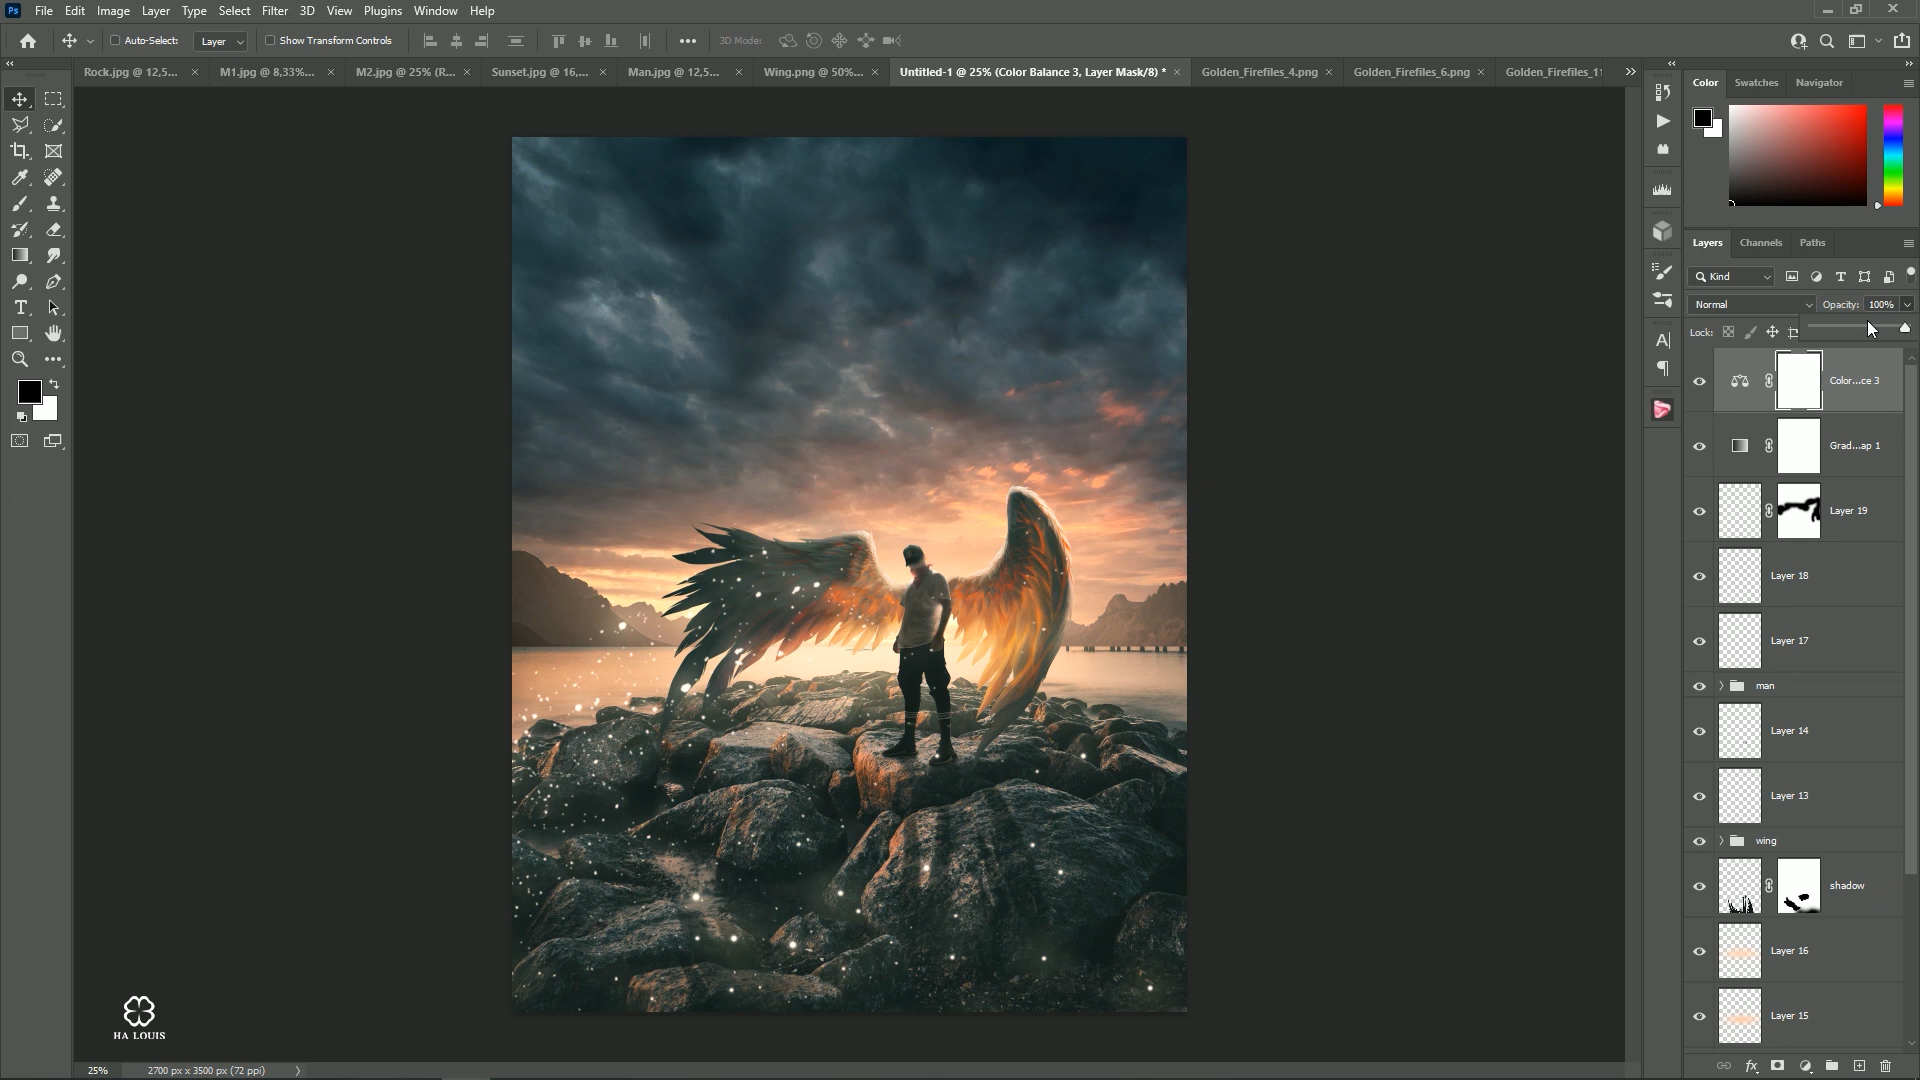 Ps File Edit Image Layer Type Select Filter 3D View Plugins Window Help
Auto-Select: Layer Show Transform Controls 3D Mode:
Rock.jpg @ 12,5... × M1.jpg @ 8,33%... × M2.jpg @ 25% (R... × Sunset.jpg @ 16,... × Man.jpg @ 12,5... × Wing.png @ 50%... × Untitled-1 @ 25% (Color Balance 3, Layer Mask/8) * × Golden_Firefiles_4.png × Golden_Firefiles_6.png × Golden_Firefiles_11
Color Swatches Navigator
Layers Channels Paths
Kind
Normal Opacity: 100%
Lock:
Color...ce 3
Grad...ap 1
Layer 19
Layer 18
Layer 17
man
Layer 14
Layer 13
wing
shadow
Layer 16
Layer 15
HA LOUIS
25% 2700 px x 3500 px (72 ppi)